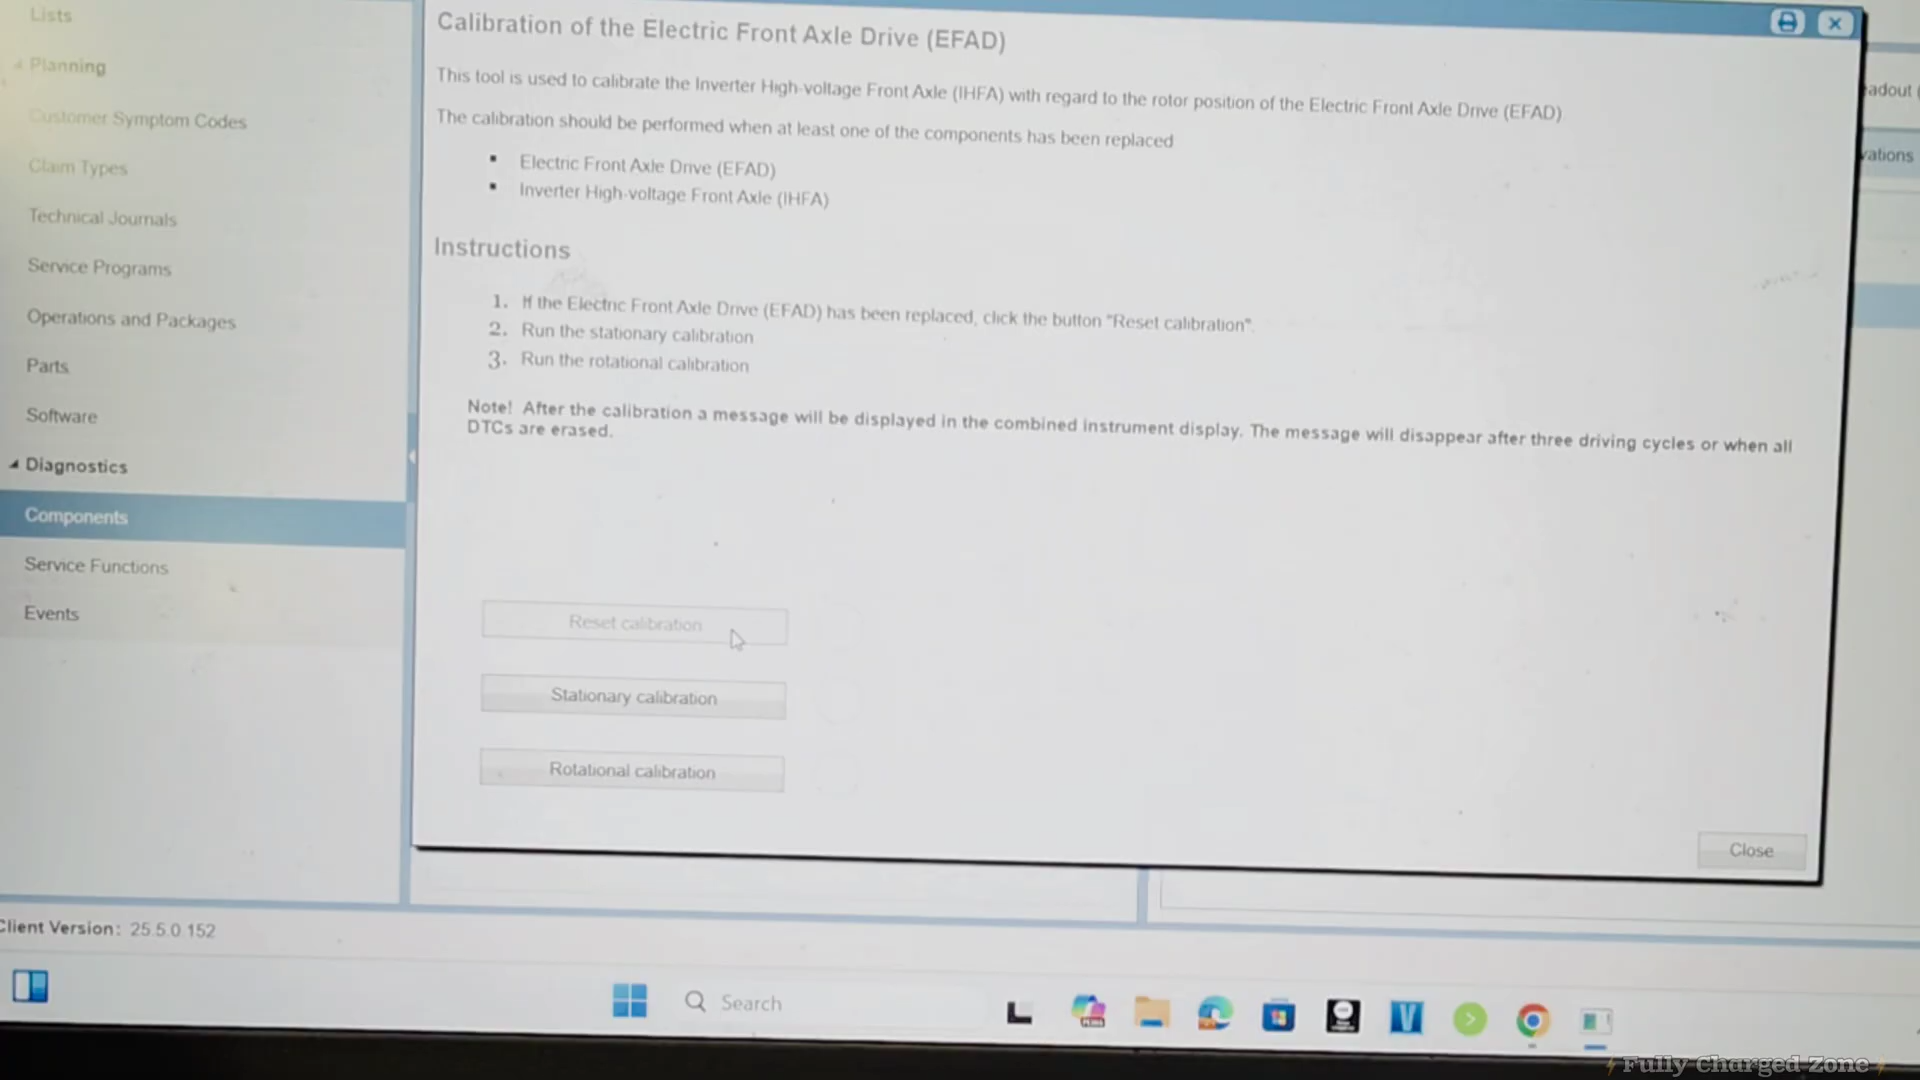 Lists
Planning
Customer Symptom Codes
Claim Types
Technical Journals
Service Programs
Operations and Packages
Parts
Software
Diagnostics
Components
Service Functions
Events
Client Version: 25.5.0.152
Calibration of the Electric Front Axle Drive (EFAD)
This tool is used to calibrate the Inverter High-voltage Front Axle (IHFA) with regard to the rotor position of the Electric Front Axle Drive (EFAD)
The calibration should be performed when at least one of the components has been replaced
▪ Electric Front Axle Drive (EFAD)
▪ Inverter High-voltage Front Axle (IHFA)
Instructions
1. If the Electric Front Axle Drive (EFAD) has been replaced, click the button "Reset calibration".
2. Run the stationary calibration
3. Run the rotational calibration
Note! After the calibration a message will be displayed in the combined instrument display. The message will disappear after three driving cycles or when all
DTCs are erased.
Reset calibration
Stationary calibration
Rotational calibration
Close
Search
Fully Charged Zone